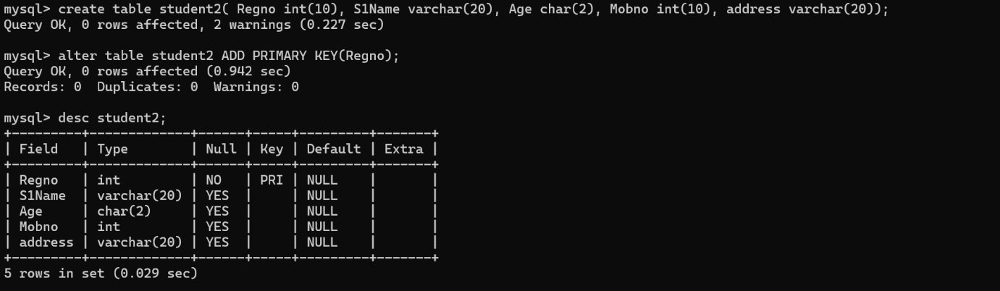 mysql> create table student2( Regno int(10), S1Name varchar(20), Age char(2), Mobno int(10), address varchar(20));
Query OK, 0 rows affected, 2 warnings (0.227 sec)
mysql> alter table student2 ADD PRIMARY KEY(Regno);
Query OK, 0 rows affected (0.942 sec)
Records: 0  Duplicates: 0  Warnings: 0
mysql> desc student2;
+---------+-------------+------+-----+---------+-------+
| Field   | Type        | Null | Key | Default | Extra |
+---------+-------------+------+-----+---------+-------+
| Regno   | int         | NO   | PRI | NULL    |       |
| S1Name  | varchar(20) | YES  |     | NULL    |       |
| Age     | char(2)     | YES  |     | NULL    |       |
| Mobno   | int         | YES  |     | NULL    |       |
| address | varchar(20) | YES  |     | NULL    |       |
+---------+-------------+------+-----+---------+-------+
5 rows in set (0.029 sec)